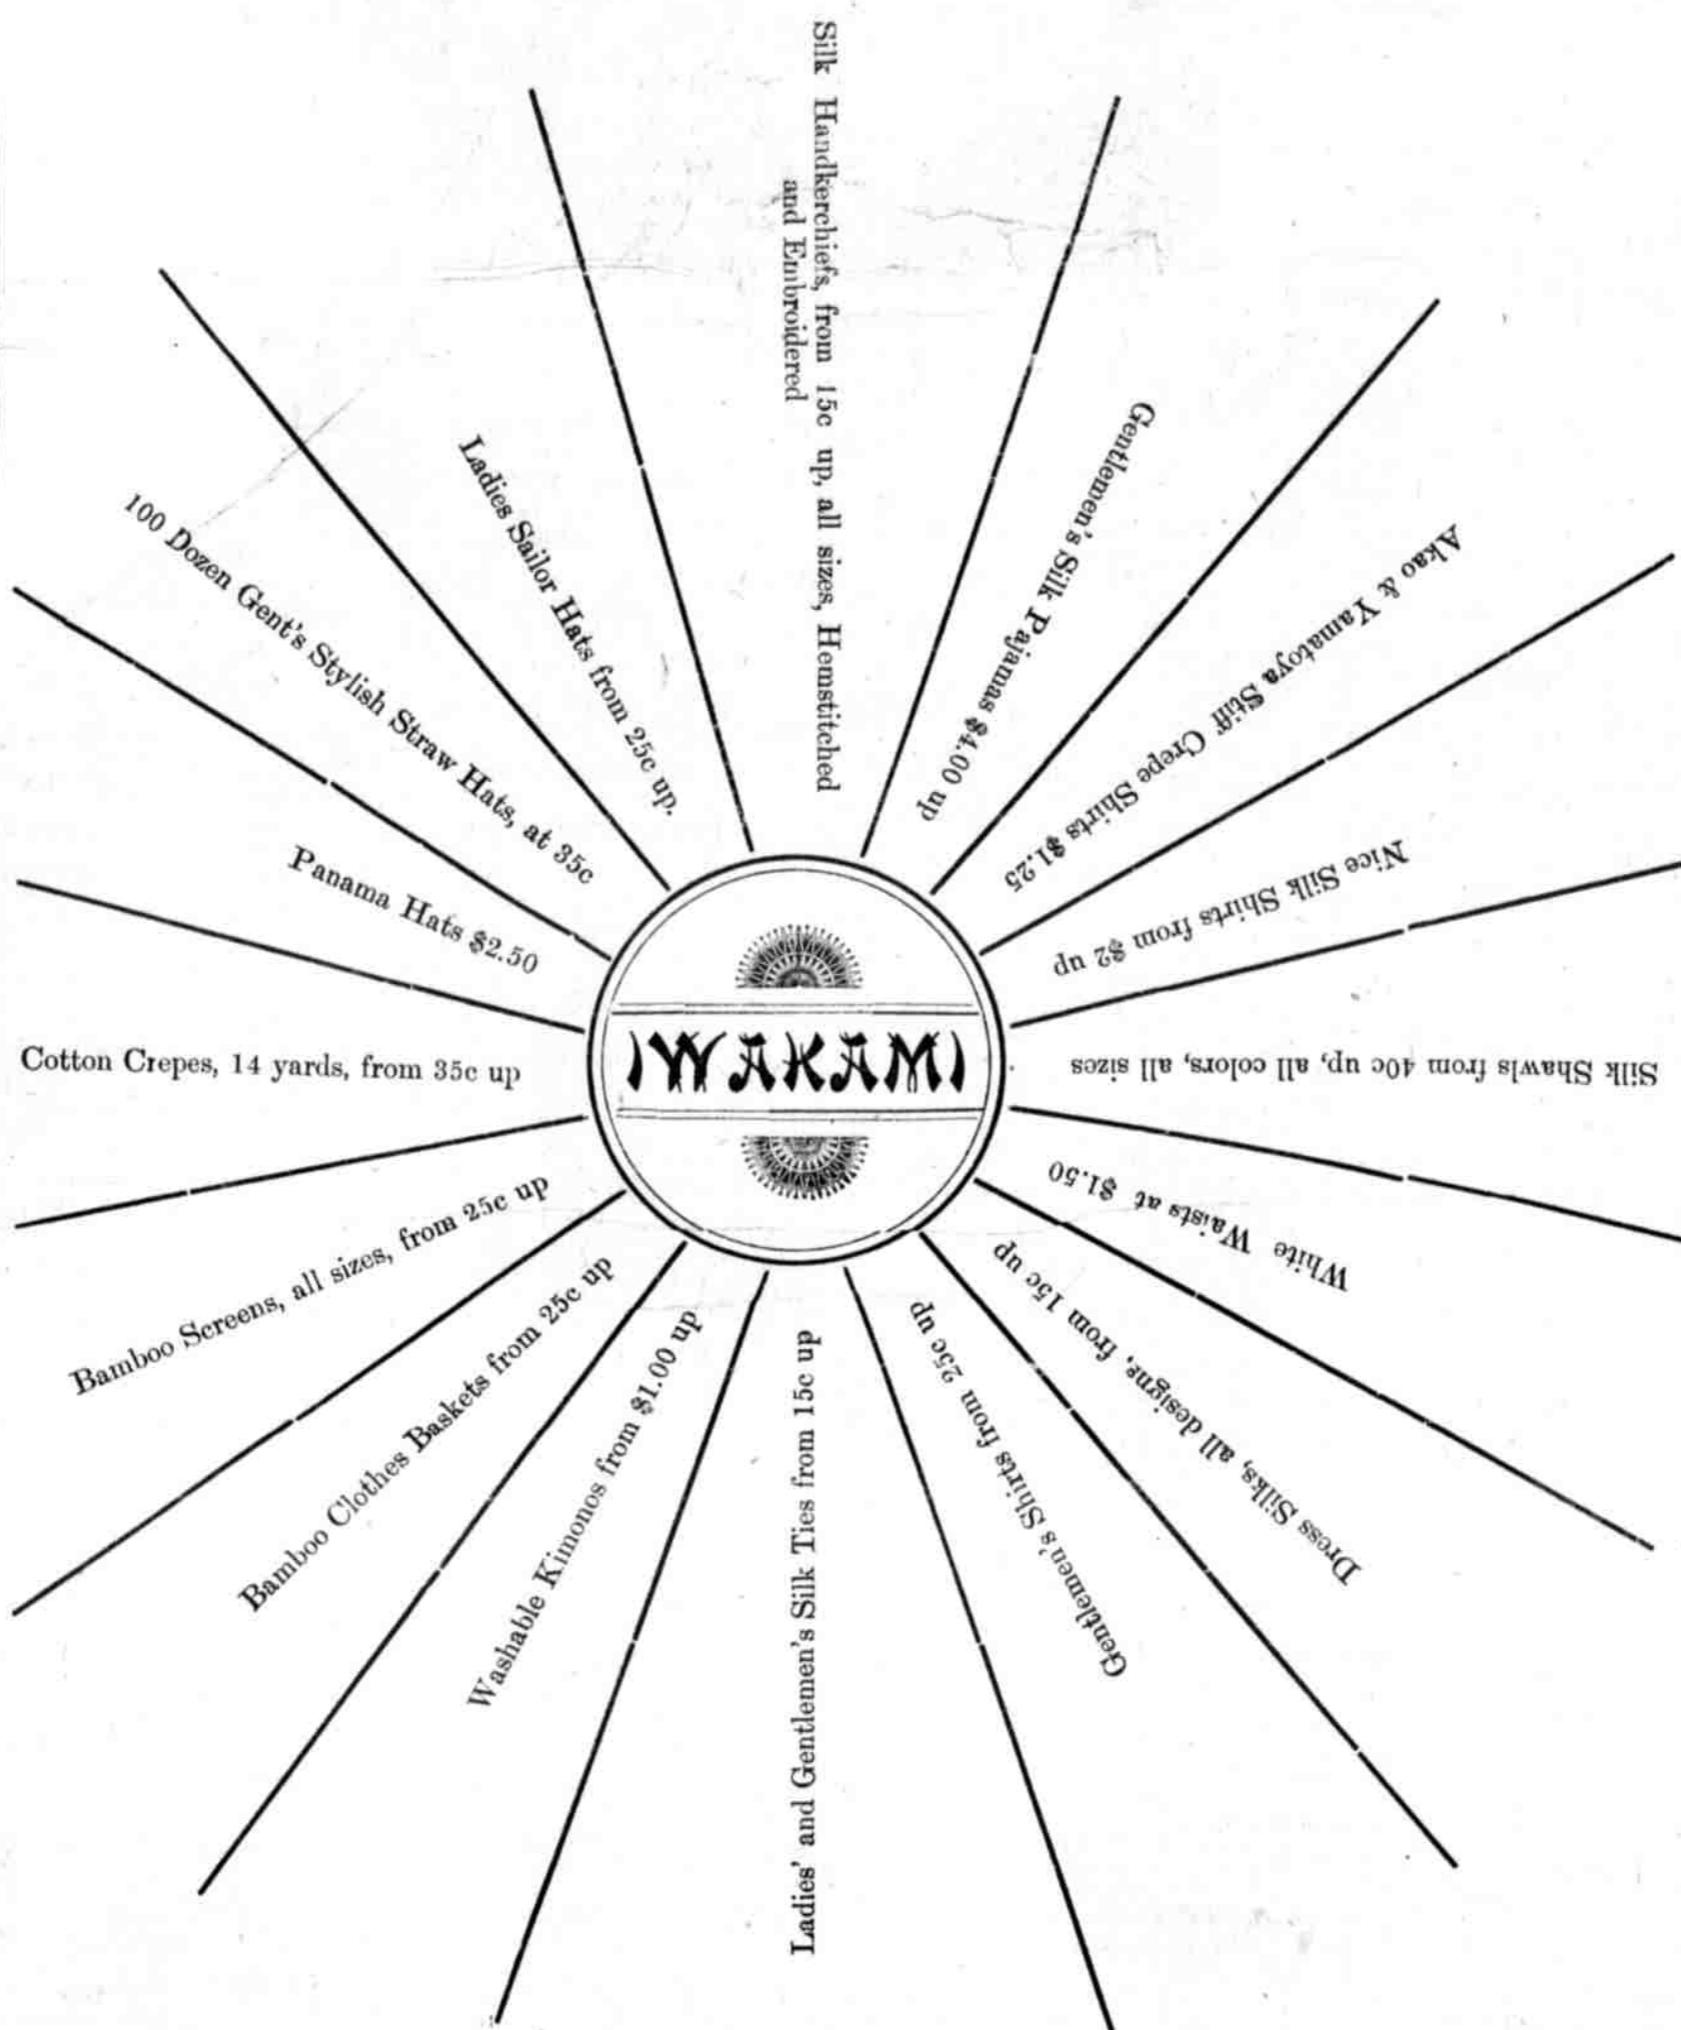 Silk Handkerchiefs, from 15c up, all sizes, Hemstitched
and Embroidered
Gentlemen's Silk Pajamas $4.00 up
Akao & Yamatoya Stiff Crepe Shirts $1.25
Nice Silk Shirts from $2 up
Silk Shawls from 40c up, all colors, all sizes
White Waists at $1.50
Dress Silks, all designs, from 15c up
Gentlemen's Shirts from 25c up
Ladies' and Gentlemen's Silk Ties from 15c up
Washable Kimonos from $1.00 up
Bamboo Clothes Baskets from 25c up
Bamboo Screens, all sizes, from 25c up
Cotton Crepes, 14 yards, from 35c up
Panama Hats $2.50
100 Dozen Gent's Stylish Straw Hats, at 35c
Ladies Sailor Hats from 25c up.
IWAKAMI